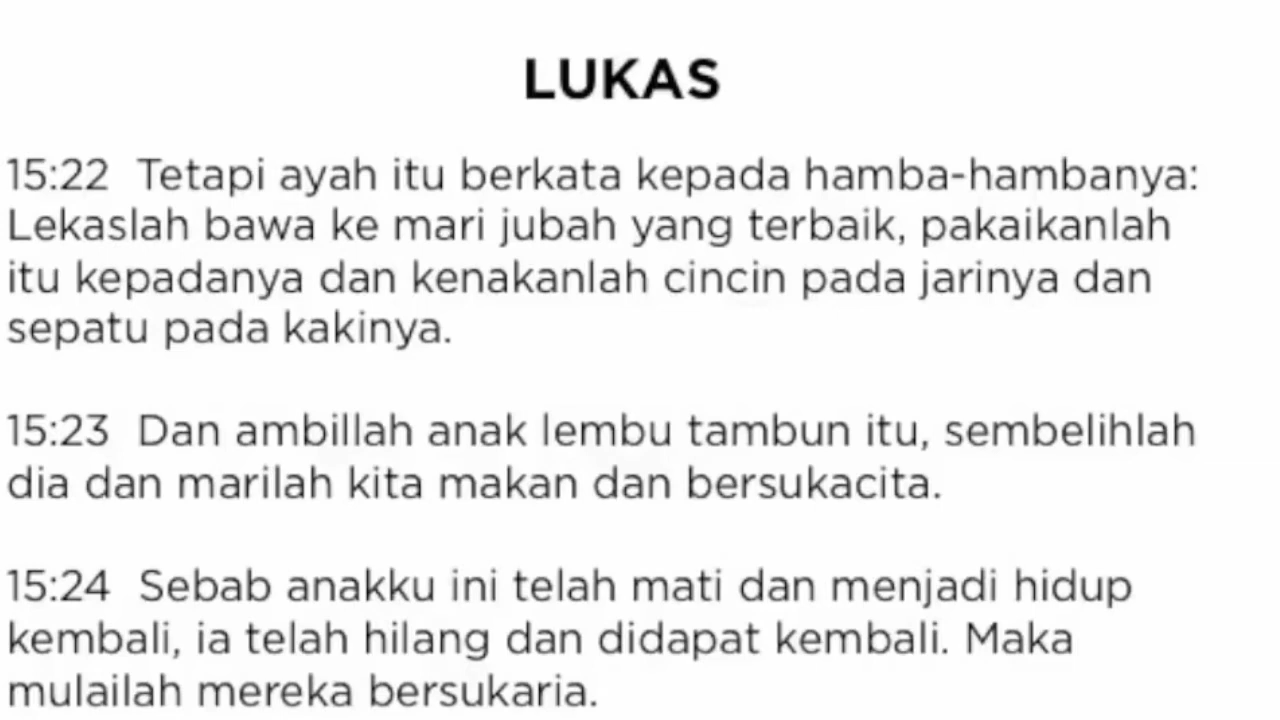 LUKAS
15:22 Tetapi ayah itu berkata kepada hamba-hambanya:
Lekaslah bawa ke mari jubah yang terbaik, pakaikanlah
itu kepadanya dan kenakanlah cincin pada jarinya dan
sepatu pada kakinya.
15:23 Dan ambillah anak lembu tambun itu, sembelihlah
dia dan marilah kita makan dan bersukacita.
15:24 Sebab anakku ini telah mati dan menjadi hidup
kembali, ia telah hilang dan didapat kembali. Maka
mulailah mereka bersukaria.